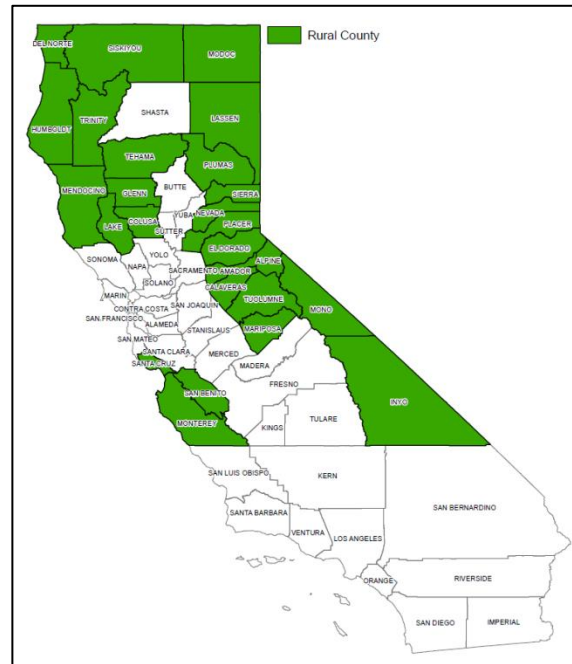 Rural County
DEL NORTE
SISKIYOU
MODOC
SHASTA
TRINITY
LASSEN
HUMBOLDT
TEHAMA
PLUMAS
BUTTE
MENDOCINO
GLENN
SIERRA
YUBA
NEVADA
COLUSA
LAKE
PLACER
SUTTER
EL DORADO
YOLO
SONOMA
NAPA
ALPINE
SACRAMENTO
AMADOR
SOLANO
CALAVERAS
MARIN
TUOLUMNE
MONO
CONTRA COSTA
SAN JOAQUIN
SAN FRANCISCO
ALAMEDA
MARIPOSA
STANISLAUS
SAN MATEO
SANTA CLARA
MERCED
SANTA CRUZ
MADERA
FRESNO
SAN BENITO
INYO
MONTEREY
KINGS
TULARE
SAN LUIS OBISPO
KERN
SAN BERNARDINO
SANTA BARBARA
VENTURA
LOS ANGELES
ORANGE
RIVERSIDE
SAN DIEGO
IMPERIAL